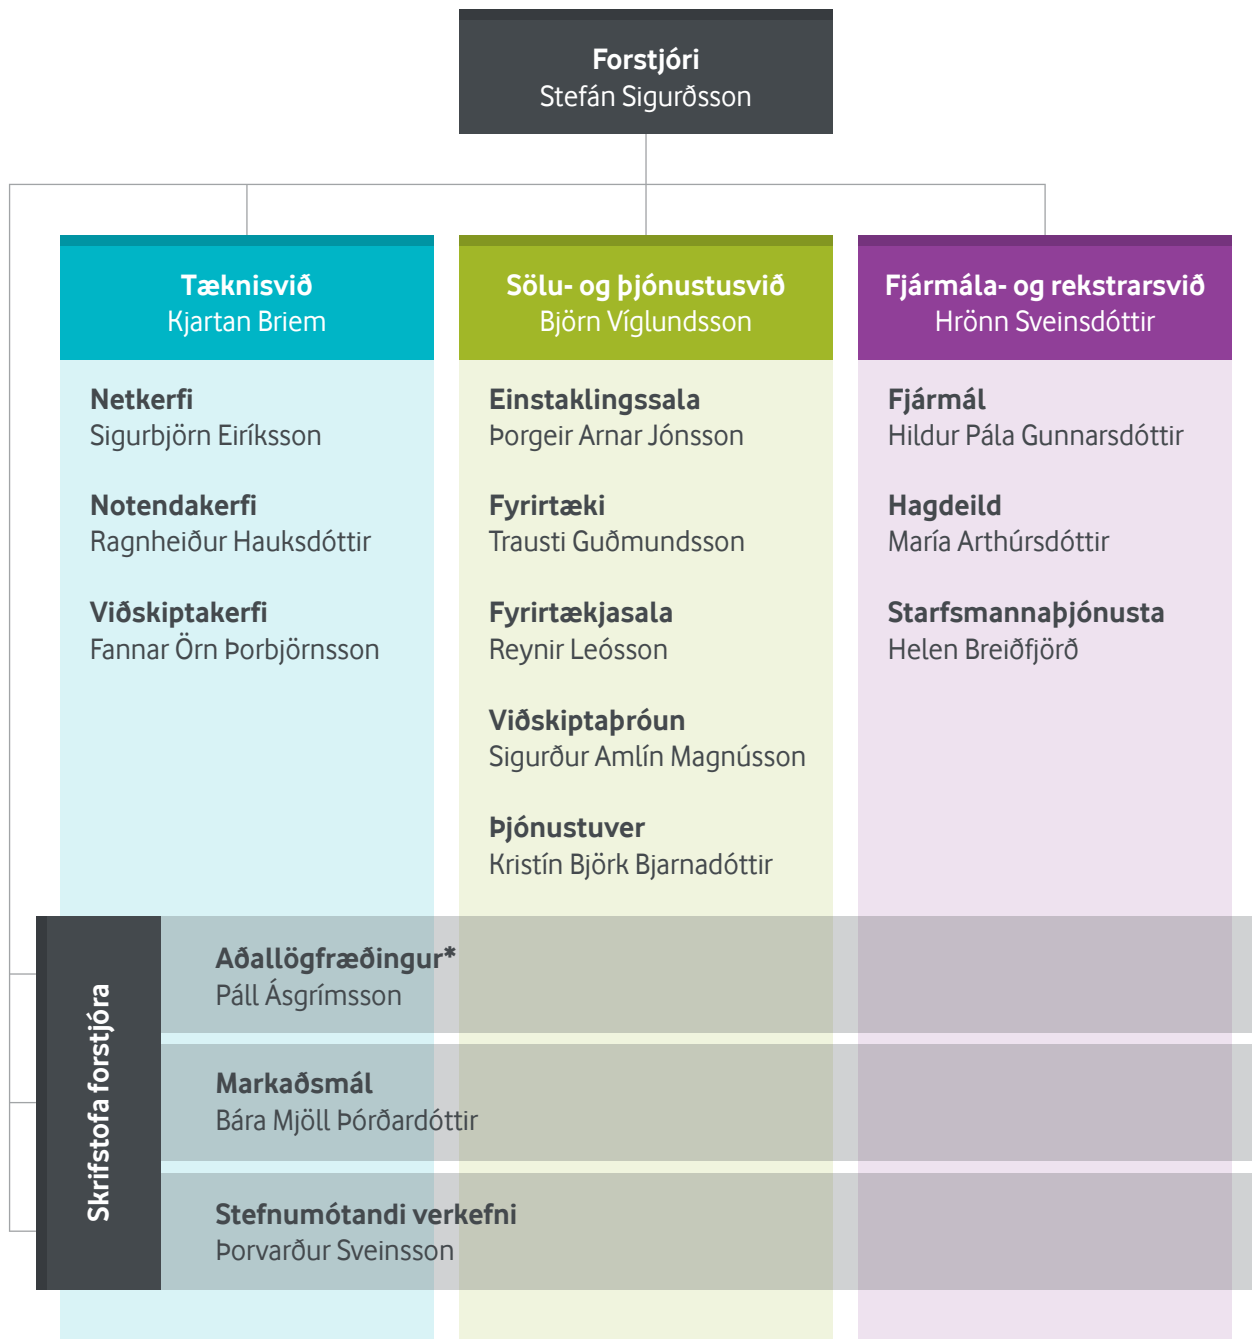 Forstjóri
Stefán Sigurðsson
Tæknisvið
Kjartan Briem
Netkerfi
Sigurbjörn Eiríksson
Notendakerfi
Ragnheiður Hauksdóttir
Viðskiptakerfi
Fannar Örn Þorbjörnsson
Sölu- og þjónustusvið
Björn Víglundsson
Einstaklingssala
Þorgeir Arnar Jónsson
Fyrirtæki
Trausti Guðmundsson
Fyrirtækjasala
Reynir Leósson
Viðskiptaþróun
Sigurður Amlín Magnússon
Þjónustuver
Kristín Björk Bjarnadóttir
Fjármála- og rekstrarsvið
Hrönn Sveinsdóttir
Fjármál
Hildur Pála Gunnarsdóttir
Hagdeild
María Arthúrsdóttir
Starfsmannaþjónusta
Helen Breiðfjörð
Skrifstofa forstjóra
Aðallögfræðingur*
Páll Ásgrímsson
Markaðsmál
Bára Mjöll Þórðardóttir
Stefnumótandi verkefni
Þorvarður Sveinsson